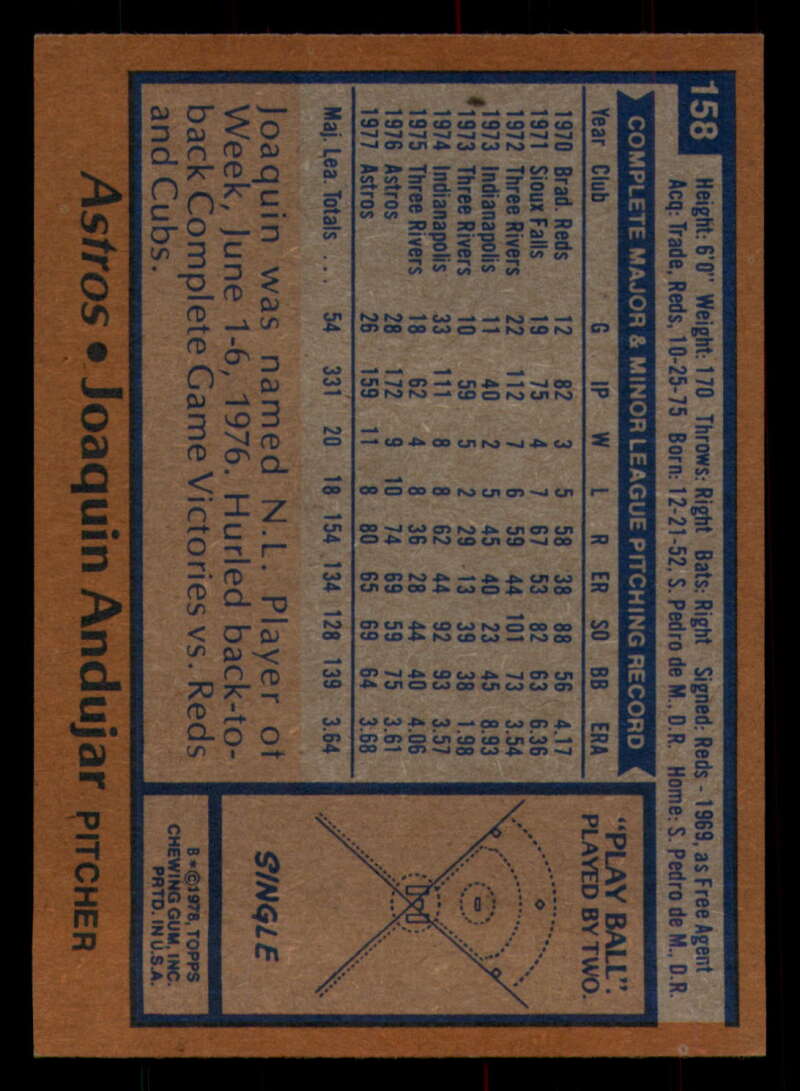 158
Height: 6'0" Weight: 170 Throws: Right Bats: Right Signed: Reds - 1969, as Free Agent
Acq: Trade, Reds, 10-25-75 Born: 12-21-52, S. Pedro de M., D.R. Home: S. Pedro de M., D.R.
COMPLETE MAJOR & MINOR LEAGUE PITCHING RECORD
Year Club G IP W L R ER SO BB ERA
1970 Brad. Reds 12 82 3 5 58 38 88 56 4.17
1971 Sioux Falls 19 75 4 7 67 53 82 63 6.36
1972 Three Rivers 22 112 7 6 59 44 101 73 3.54
1973 Indianapolis 11 40 2 5 45 40 23 45 8.93
1973 Three Rivers 10 59 5 2 29 13 39 38 1.98
1974 Indianapolis 33 111 8 8 62 44 92 93 3.57
1975 Three Rivers 18 62 4 8 36 28 44 40 4.06
1976 Astros 28 172 9 10 74 69 59 75 3.61
1977 Astros 26 159 11 8 80 65 69 64 3.68
Maj. Lea. Totals ... 54 331 20 18 154 134 128 139 3.64
Joaquin was named N.L. Player of
Week, June 1-6, 1976. Hurled back-to-
back Complete Game Victories vs. Reds
and Cubs.
"PLAY BALL".
PLAYED BY TWO.
SINGLE
B*©1978, TOPPS
CHEWING GUM, INC.
PRTD. IN U.S.A.
Astros • Joaquin Andujar PITCHER